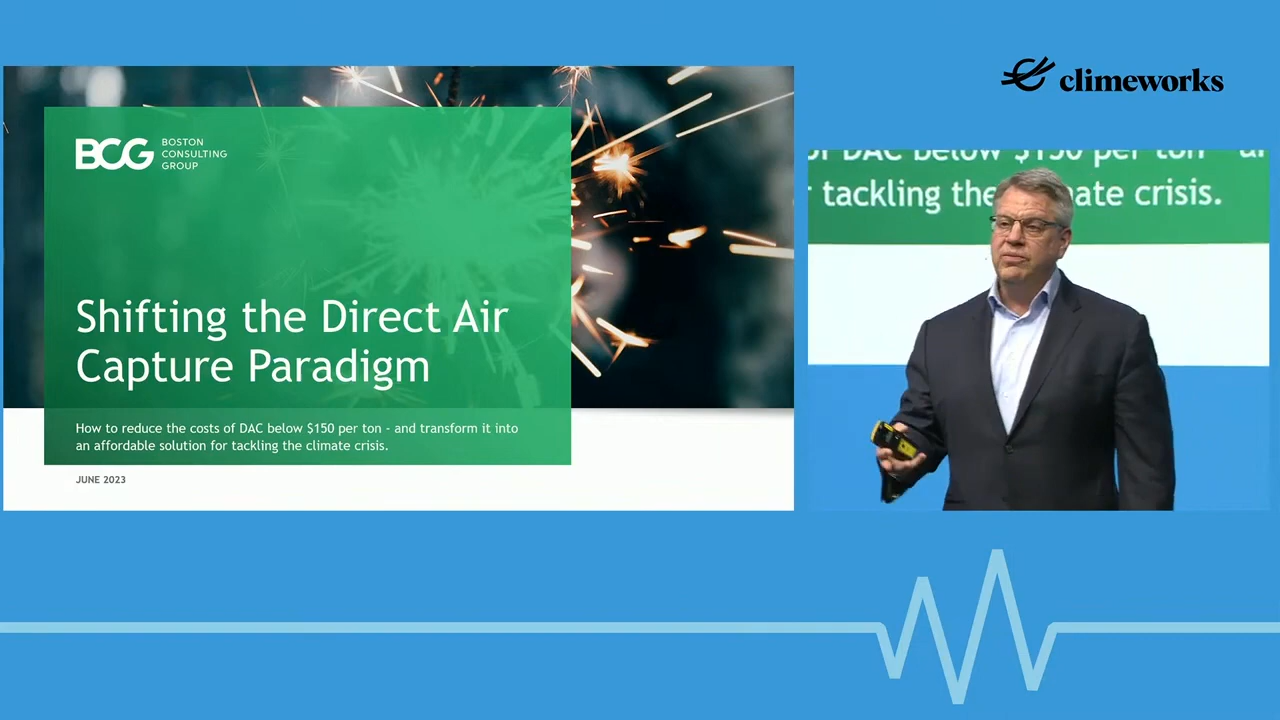 climeworks
BCG
BOSTON
CONSULTING
GROUP
Shifting the Direct Air
Capture Paradigm
How to reduce the costs of DAC below $150 per ton - and transform it into
an affordable solution for tackling the climate crisis.
JUNE 2023
of DAC below $150 per ton
tackling the climate crisis.